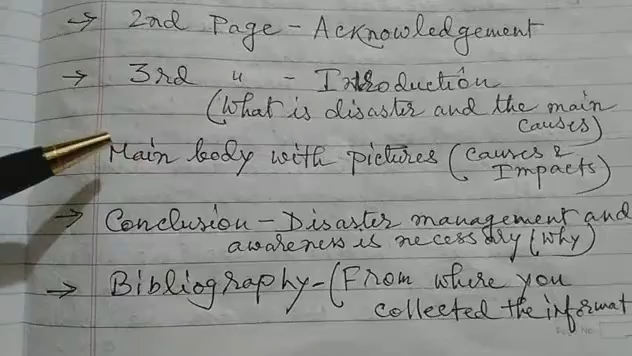 → 2nd Page - Acknowledgement
→ 3rd " - Introduction
(What is disaster and the main
causes)
Main body with pictures (causes &
Impacts)
→ Conclusion - Disaster management and
awareness is necessary (Why)
→ Bibliography - (From where you
collected the informat